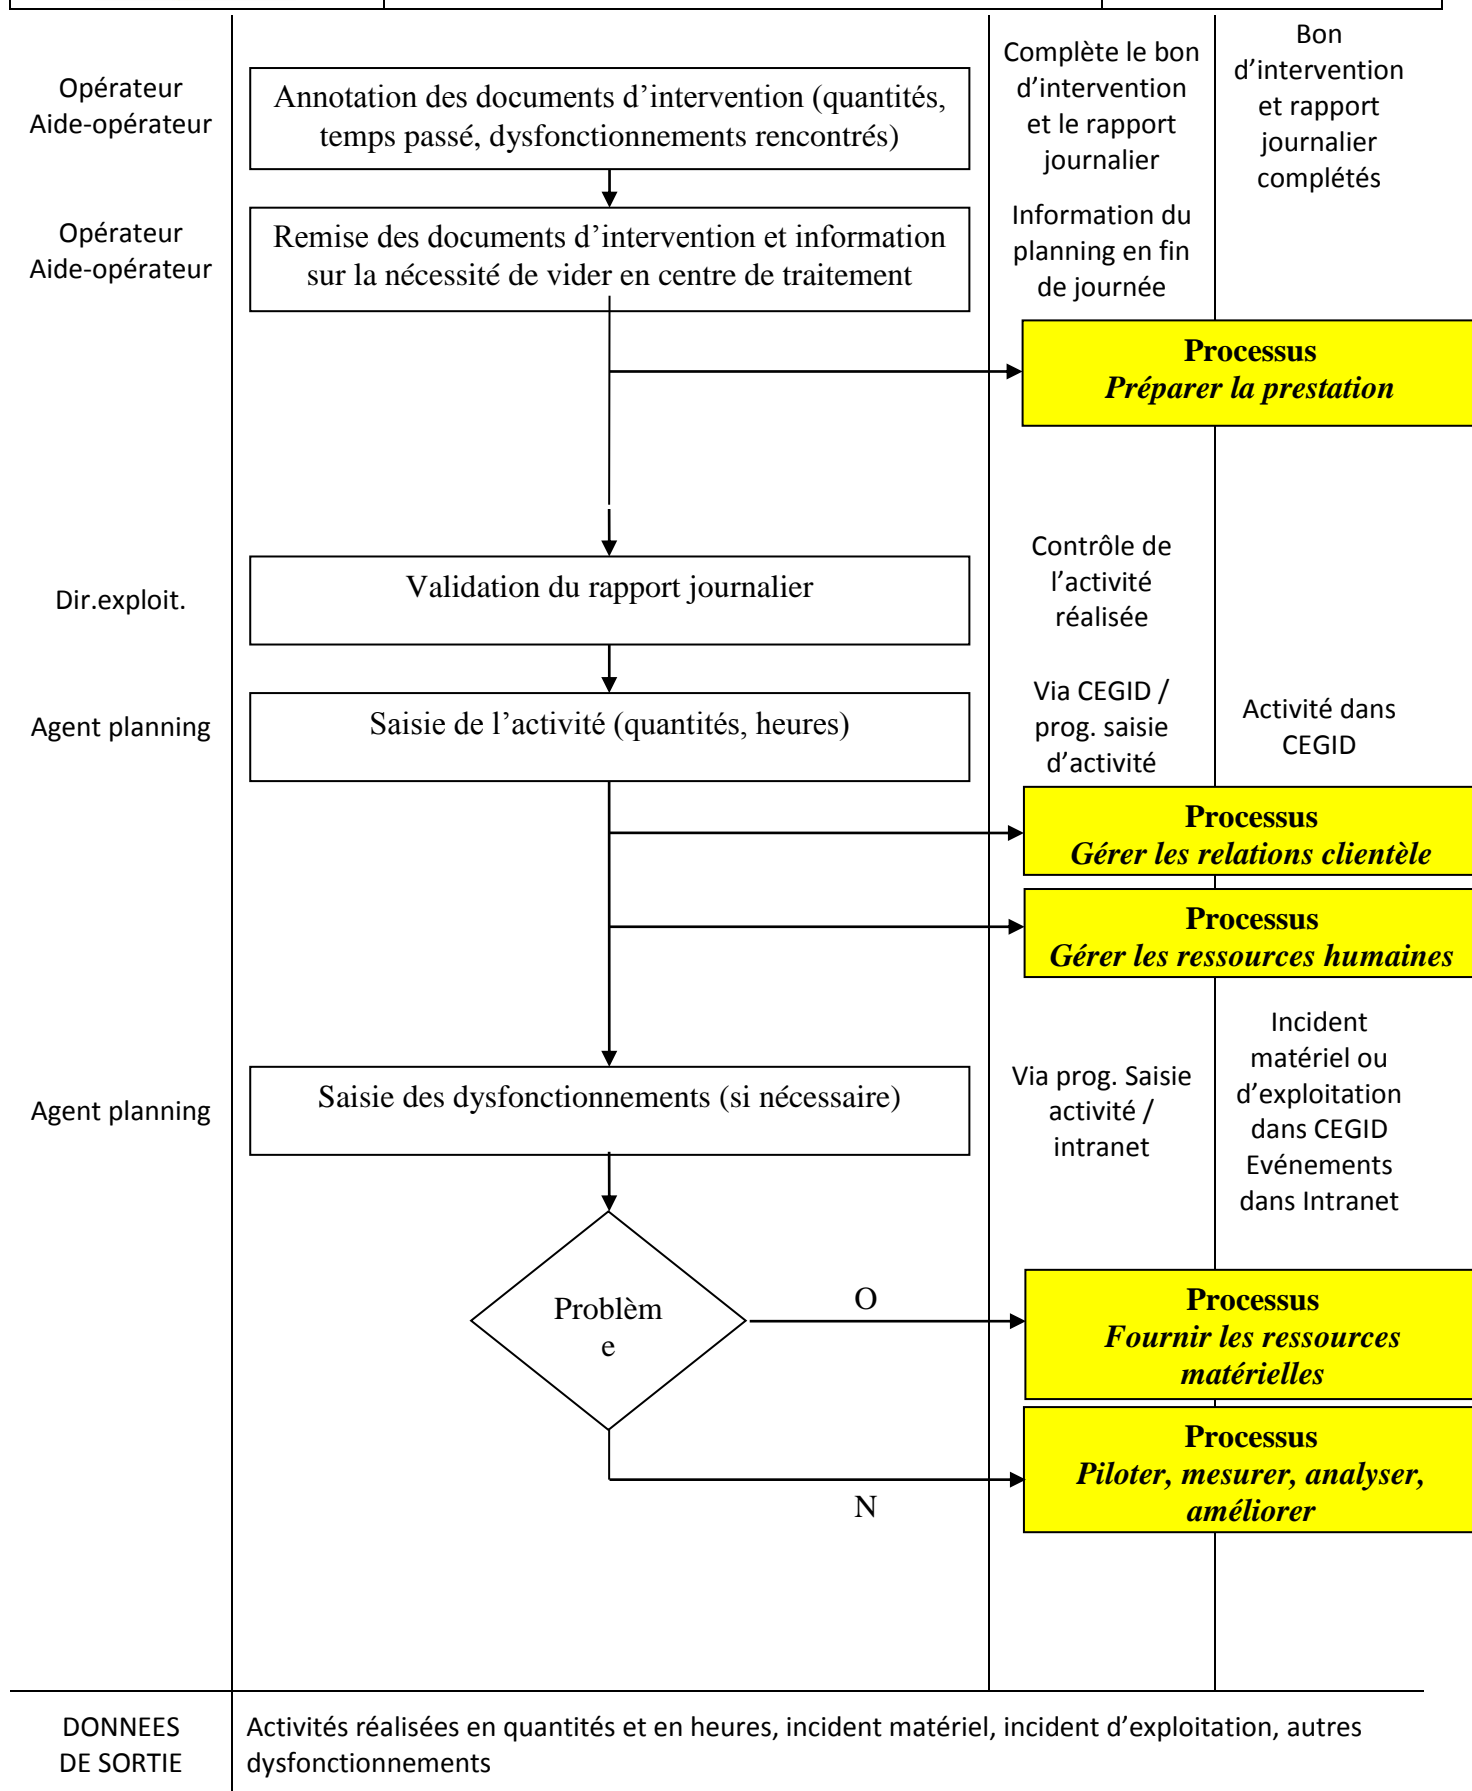 Opérateur
Aide-opérateur
Annotation des documents d’intervention (quantités,
temps passé, dysfonctionnements rencontrés)
Complète le bon
d’intervention
et le rapport
journalier
Bon
d’intervention
et rapport
journalier
complétés
Opérateur
Aide-opérateur
Remise des documents d’intervention et information
sur la nécessité de vider en centre de traitement
Information du
planning en fin
de journée
Processus
Préparer la prestation
Dir.exploit.
Validation du rapport journalier
Contrôle de
l’activité
réalisée
Agent planning
Saisie de l’activité (quantités, heures)
Via CEGID /
prog. saisie
d’activité
Activité dans
CEGID
Processus
Gérer les relations clientèle
Processus
Gérer les ressources humaines
Agent planning
Saisie des dysfonctionnements (si nécessaire)
Via prog. Saisie
activité /
intranet
Incident
matériel ou
d’exploitation
dans CEGID
Evénements
dans Intranet
Problèm
e
O
Processus
Fournir les ressources
matérielles
N
Processus
Piloter, mesurer, analyser,
améliorer
DONNEES
DE SORTIE
Activités réalisées en quantités et en heures, incident matériel, incident d’exploitation, autres
dysfonctionnements